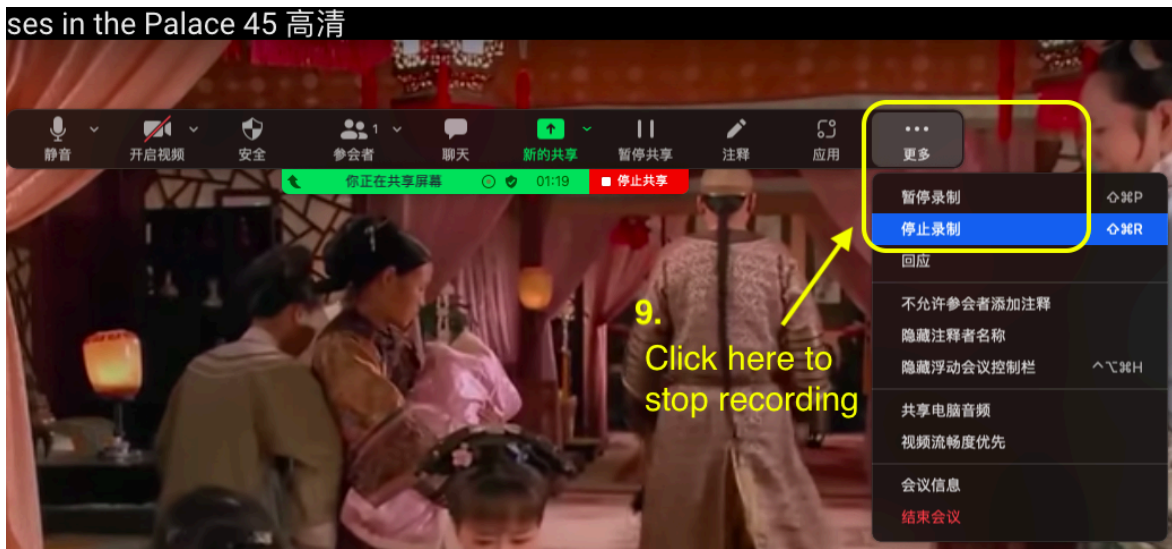 ses in the Palace 45 高清
静音 开启视频 安全 参会者 1 聊天 新的共享 暂停共享 注释 应用 更多
你正在共享屏幕 01:19 停止共享
暂停录制 ⇧⌘P
停止录制 ⇧⌘R
回应
不允许参会者添加注释
隐藏注释者名称
隐藏浮动会议控制栏 ^⌥⌘H
共享电脑音频
视频流畅度优先
会议信息
结束会议
9.
Click here to
stop recording